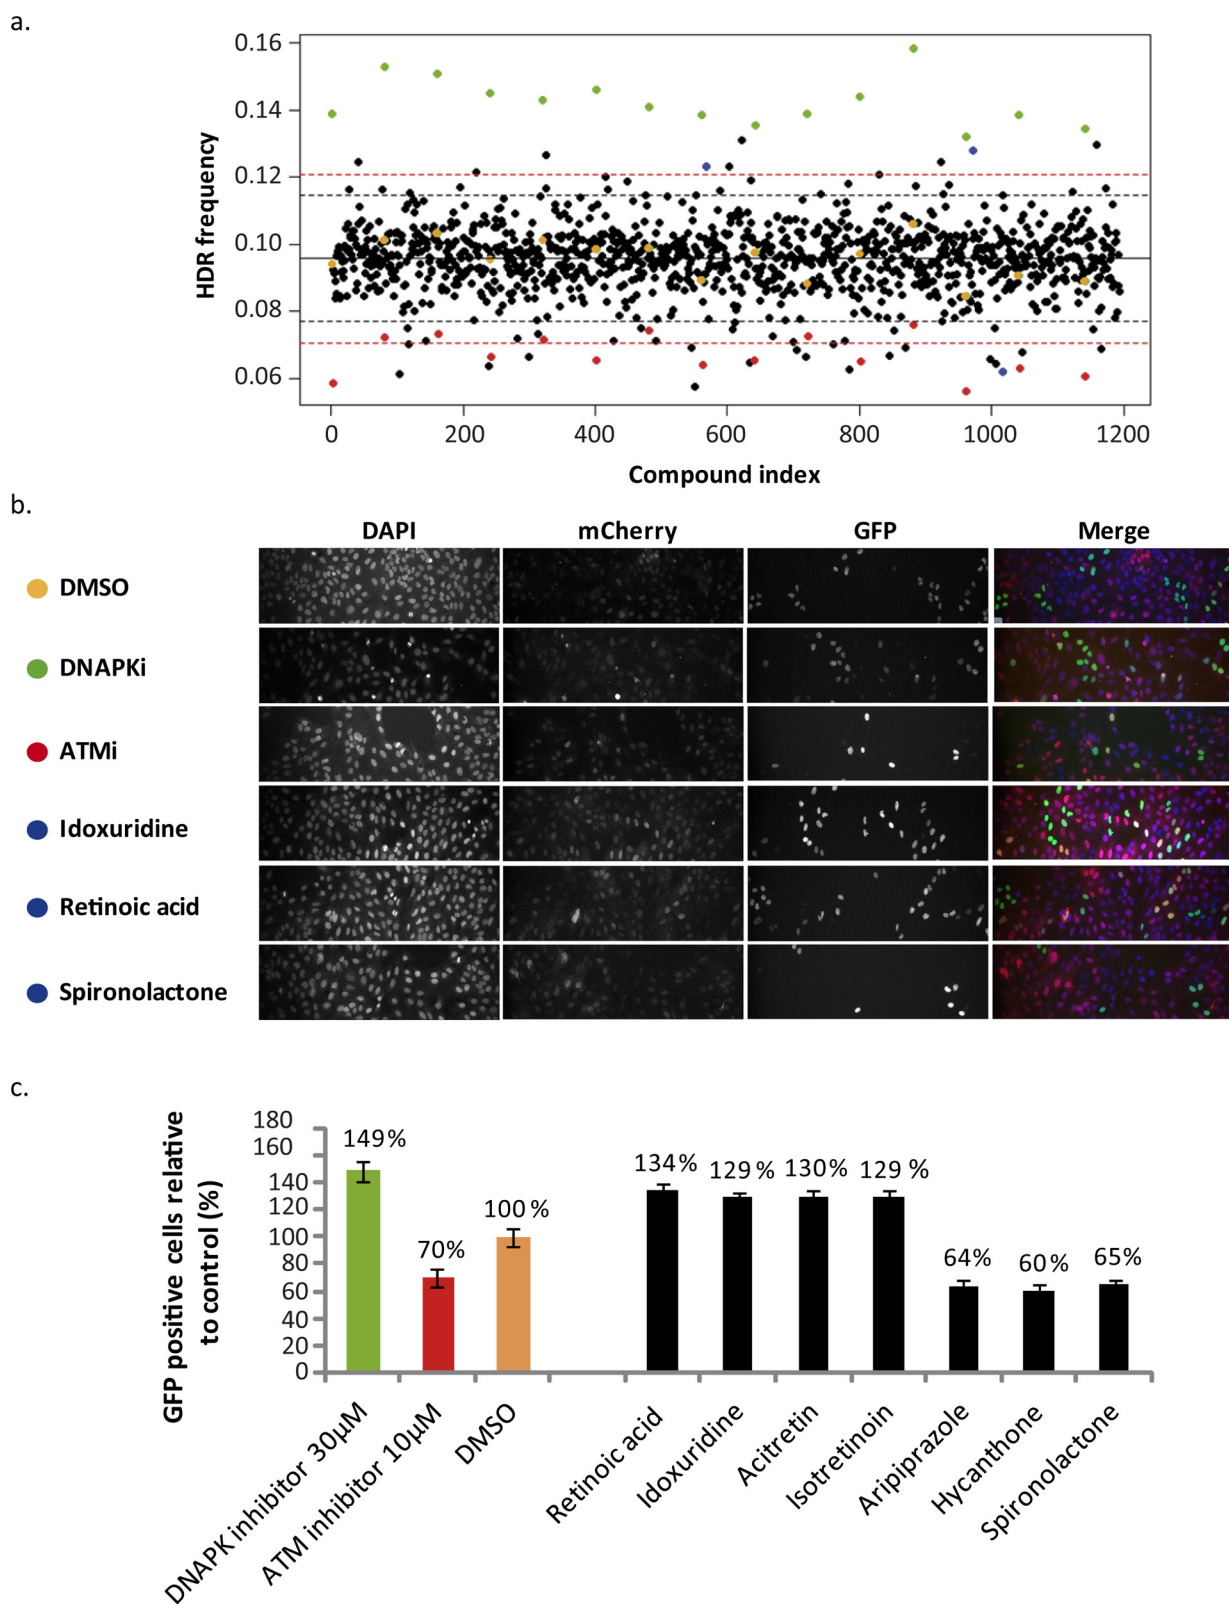 a.
HDR frequency
0.16
0.14
0.12
0.10
0.08
0.06
0 200 400 600 800 1000 1200
Compound index
b.
DAPI mCherry GFP Merge
DMSO
DNAPKi
ATMi
Idoxuridine
Retinoic acid
Spironolactone
c.
GFP positive cells relative
to control (%)
180
160
140
120
100
80
60
40
20
0
149%
70%
100%
134%
129%
130%
129%
64%
60%
65%
DNAPK inhibitor 30µM
ATM inhibitor 10µM
DMSO
Retinoic acid
Idoxuridine
Acitretin
Isotretinoin
Aripiprazole
Hycanthone
Spironolactone